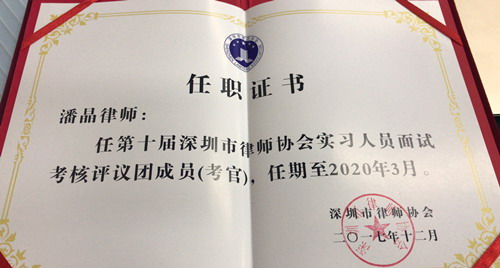 任职证书
潘晶律师：
任第十届深圳市律师协会实习人员面试
考核评议团成员(考官)，任期至2020年3月。
深圳市律师协会
二〇一七年十二月